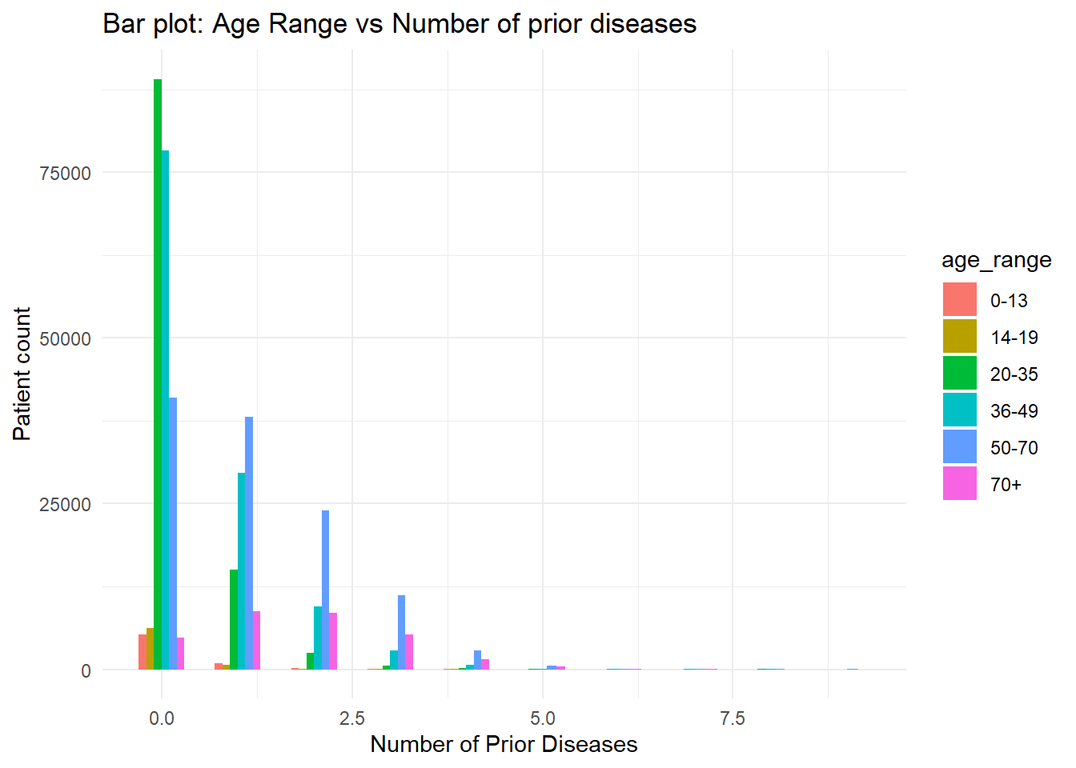 Bar plot: Age Range vs Number of prior diseases
Patient count
75000
50000
25000
0
0.0 2.5 5.0 7.5
Number of Prior Diseases
age_range
0-13
14-19
20-35
36-49
50-70
70+